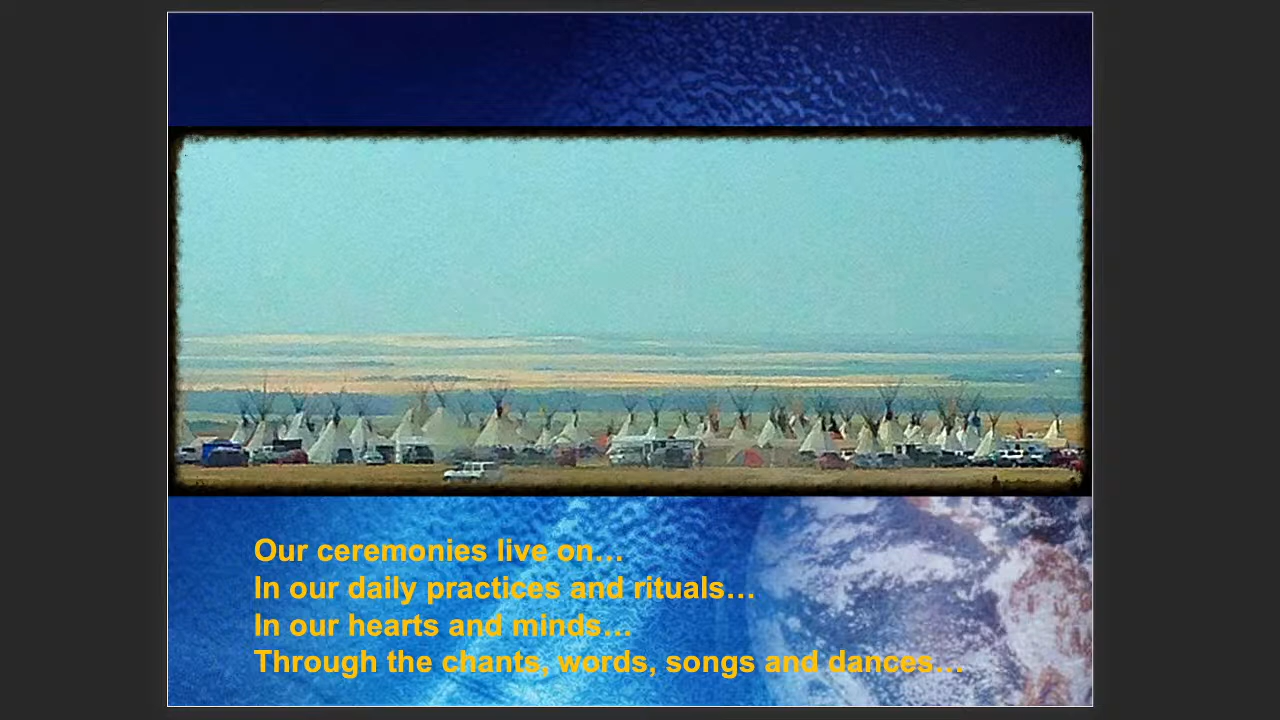 Our ceremonies live on…
In our daily practices and rituals…
In our hearts and minds…
Through the chants, words, songs and dances…